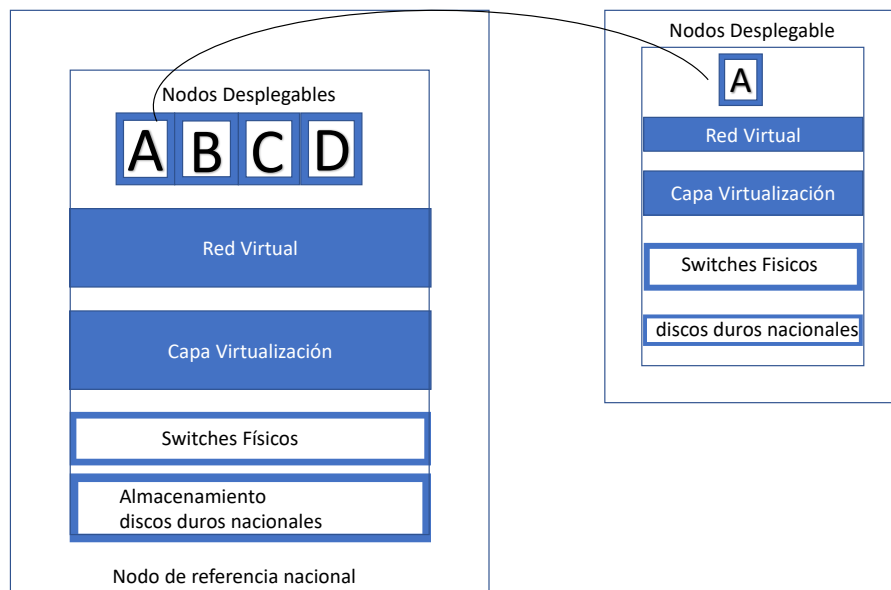 Nodos Desplegables
A B C D
Red Virtual
Capa Virtualización
Switches Físicos
Almacenamiento
discos duros nacionales
Nodo de referencia nacional
Nodos Desplegable
A
Red Virtual
Capa Virtualización
Switches Fisicos
discos duros nacionales